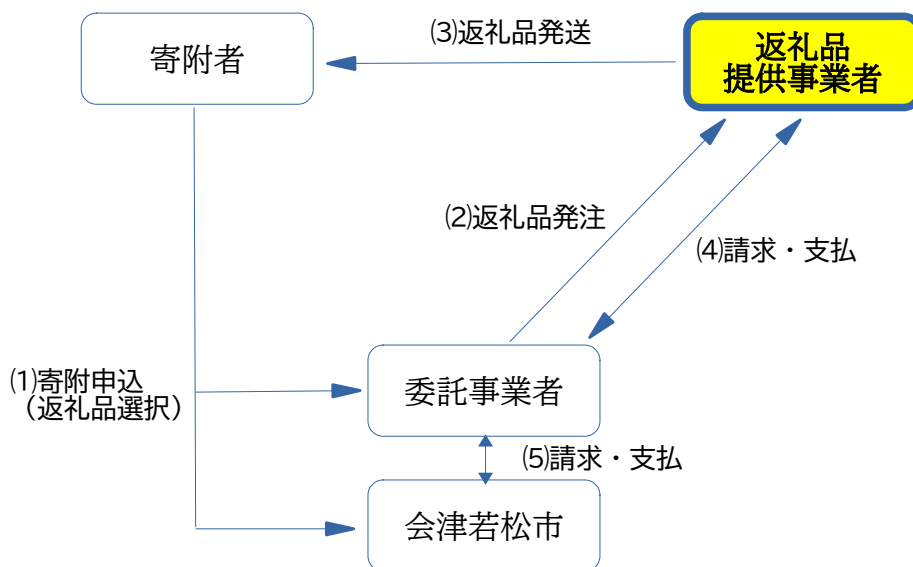 ⑶返礼品発送
寄附者
返礼品
提供事業者
⑵返礼品発注
⑷請求・支払
⑴寄附申込
（返礼品選択）
委託事業者
⑸請求・支払
会津若松市